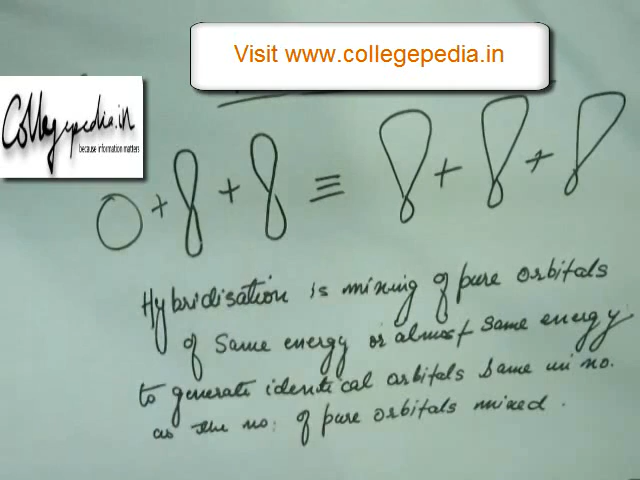 Visit www.collegepedia.in
Collegepedia.in
because information matters
+ + ≡ + +
Hybridisation is mixing of pure orbitals
of same energy or almost same energy
to generate identical orbitals same in no.
as the no: of pure orbitals mixed.